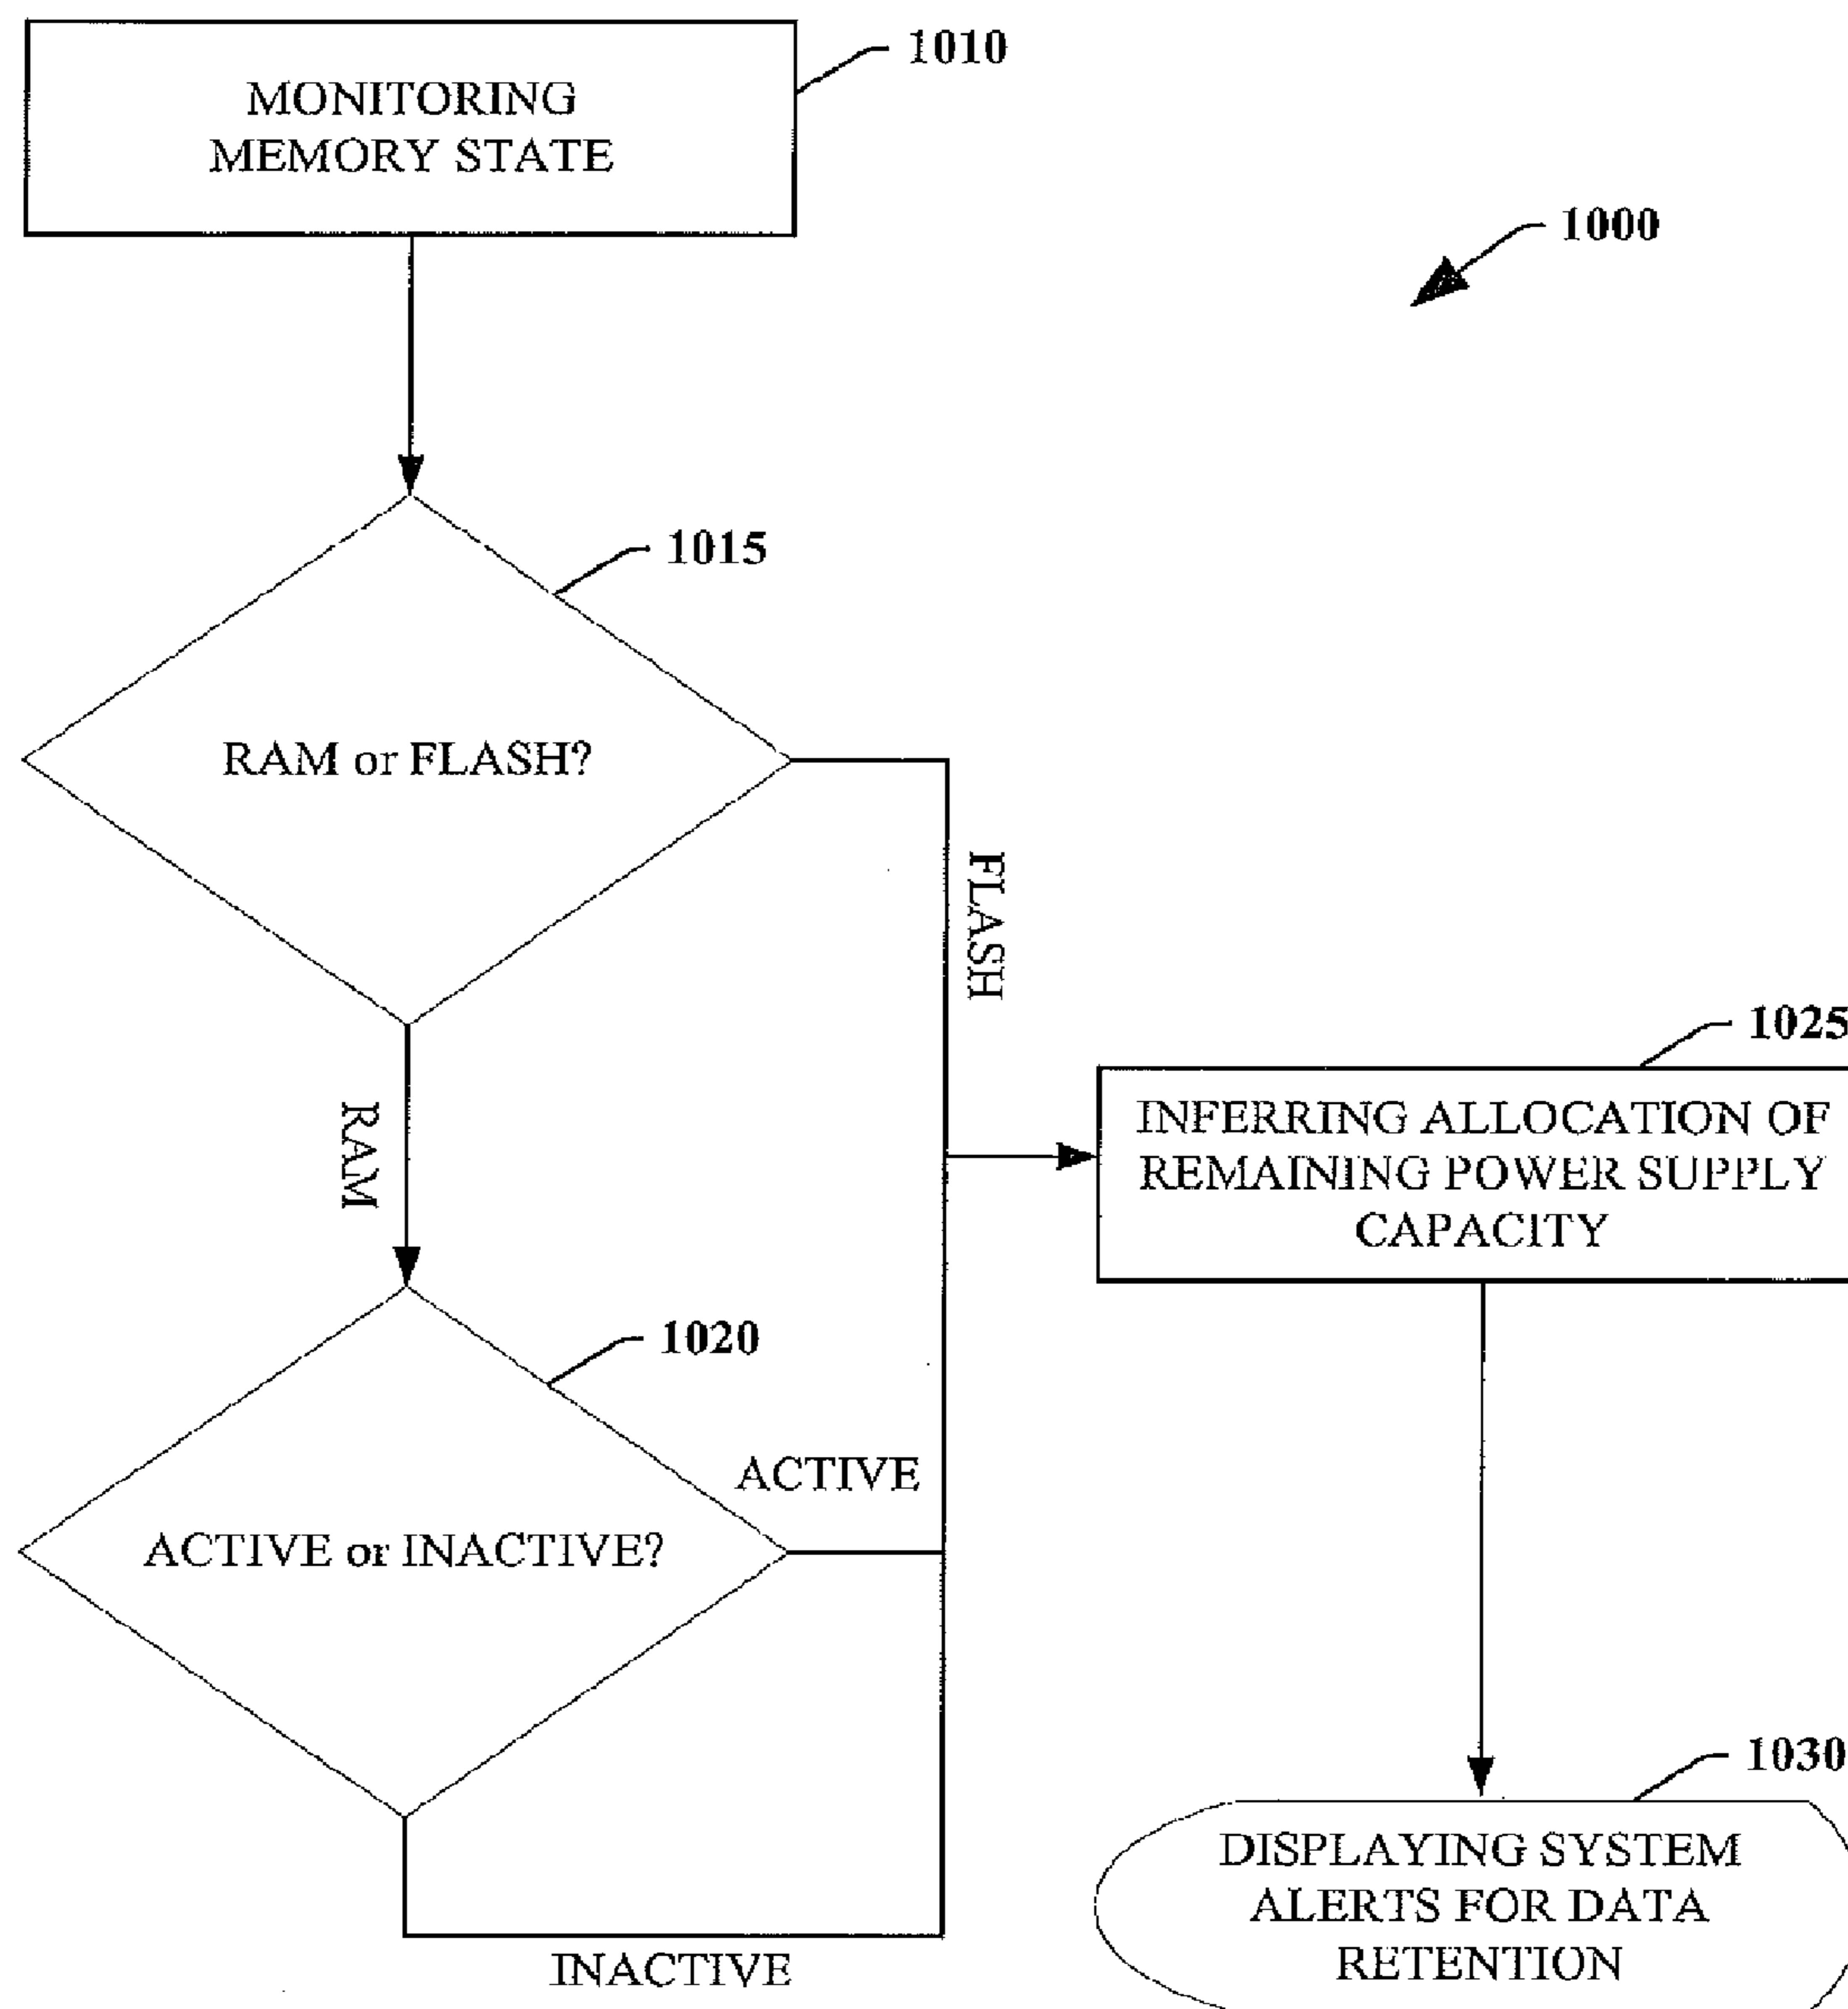 1010
MONITORING
MEMORY STATE
1000
1015
RAM or FLASH?
FLASH
RAM
1025
INFERRING ALLOCATION OF
REMAINING POWER SUPPLY
CAPACITY
1020
ACTIVE
ACTIVE or INACTIVE?
INACTIVE
1030
DISPLAYING SYSTEM
ALERTS FOR DATA
RETENTION